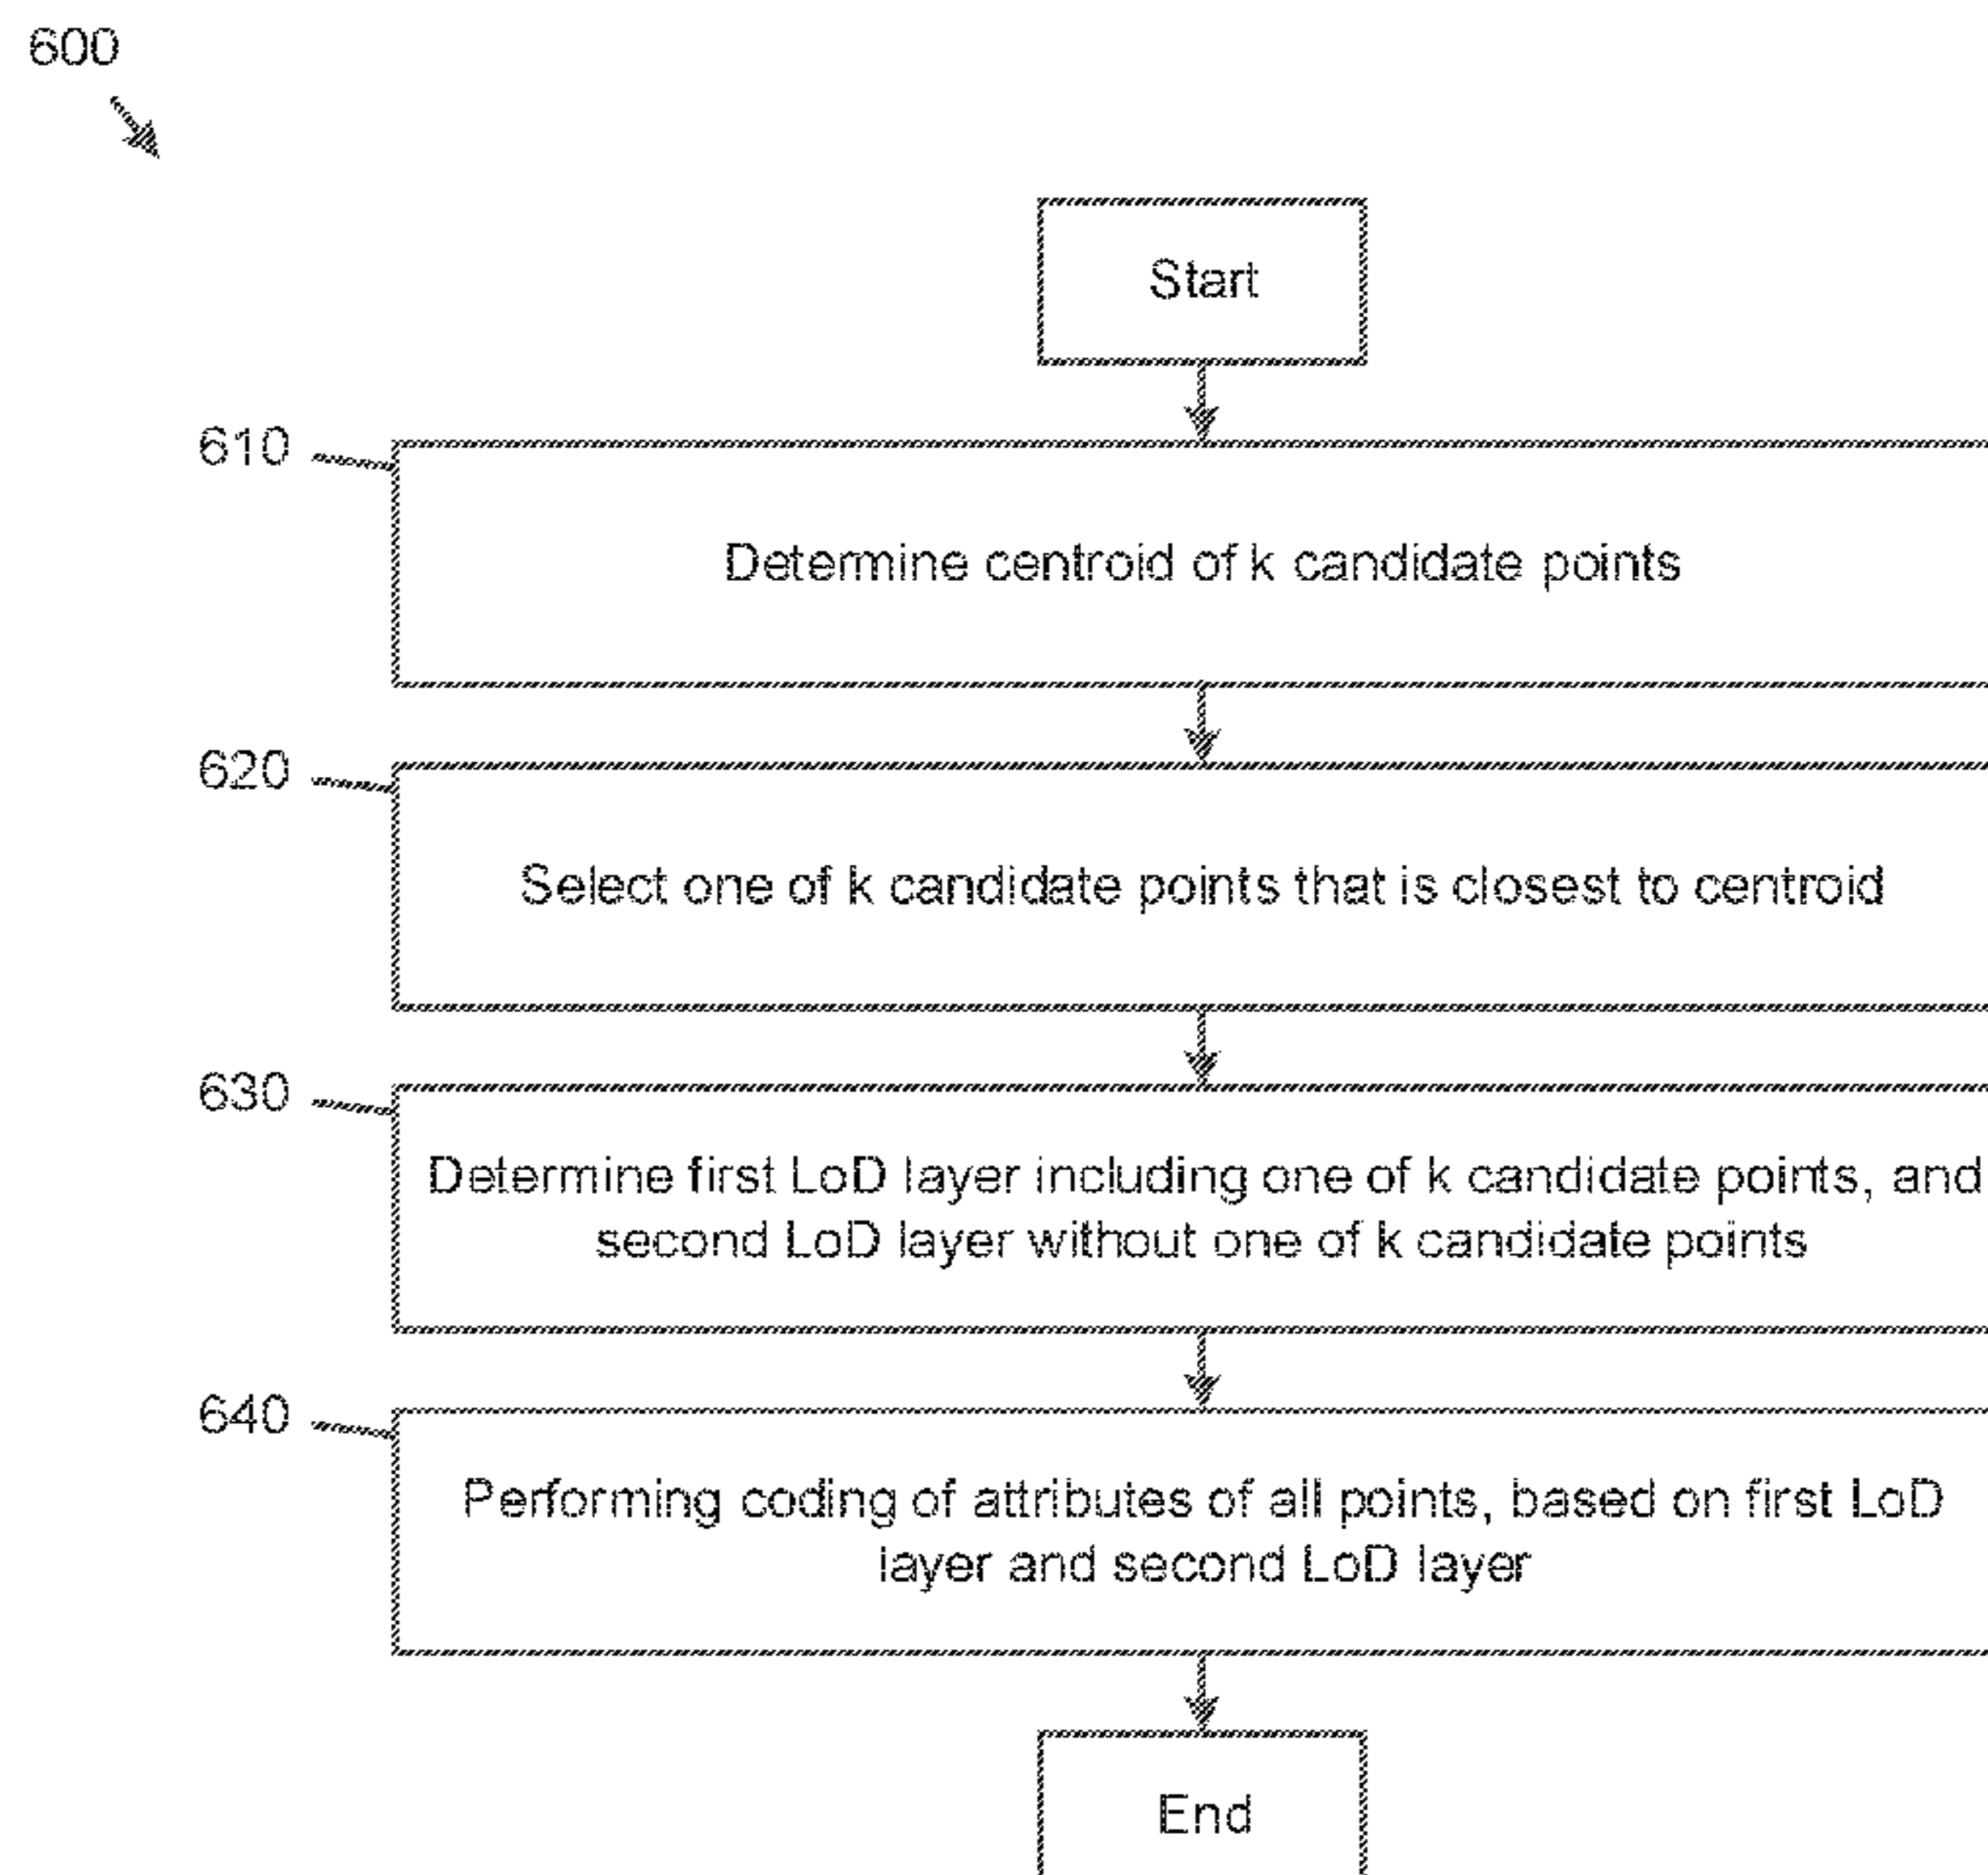 600
Start
610
Determine centroid of k candidate points
620
Select one of k candidate points that is closest to centroid
630
Determine first LoD layer including one of k candidate points, and
second LoD layer without one of k candidate points
640
Performing coding of attributes of all points, based on first LoD
layer and second LoD layer
End